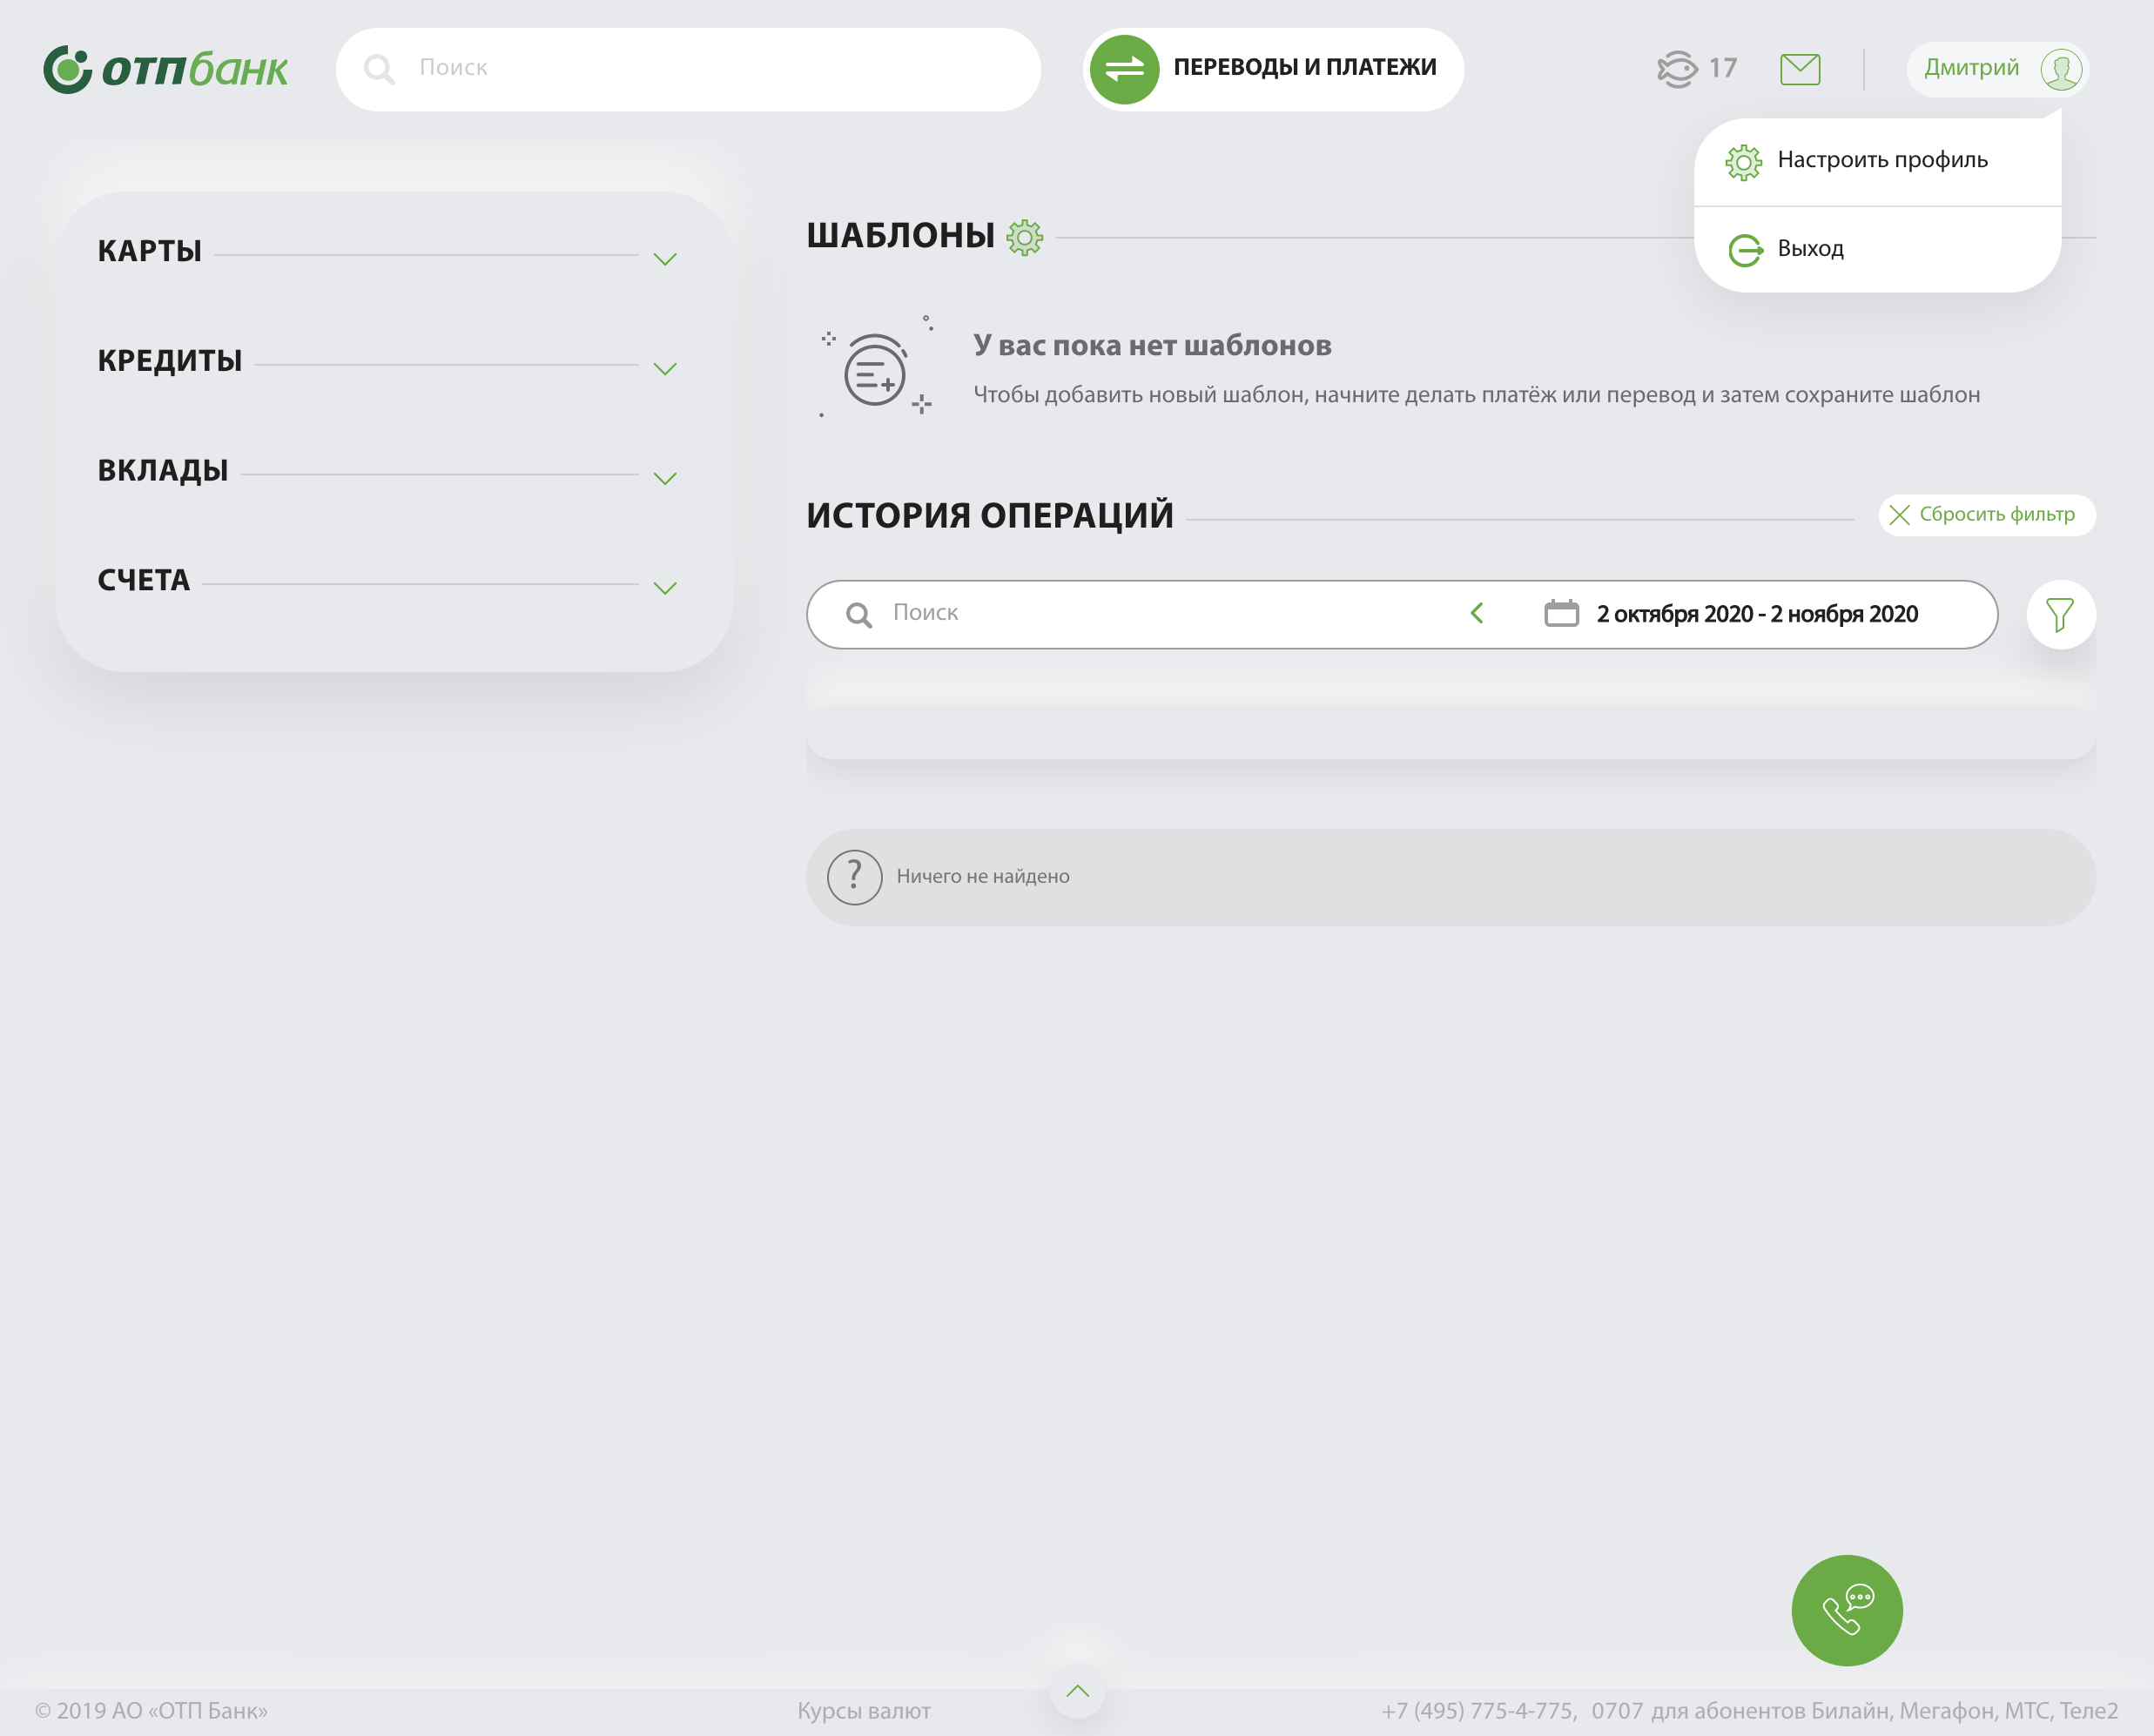 ОТПбанк
Поиск
ПЕРЕВОДЫ И ПЛАТЕЖИ
17
Дмитрий
Настроить профиль
Выход
КАРТЫ
КРЕДИТЫ
ВКЛАДЫ
СЧЕТА
ШАБЛОНЫ
У вас пока нет шаблонов
Чтобы добавить новый шаблон, начните делать платёж или перевод и затем сохраните шаблон
ИСТОРИЯ ОПЕРАЦИЙ
Сбросить фильтр
Поиск
2 октября 2020 - 2 ноября 2020
?
Ничего не найдено
© 2019 АО «ОТП Банк»
Курсы валют
+7 (495) 775-4-775, 0707 для абонентов Билайн, Мегафон, МТС, Теле2